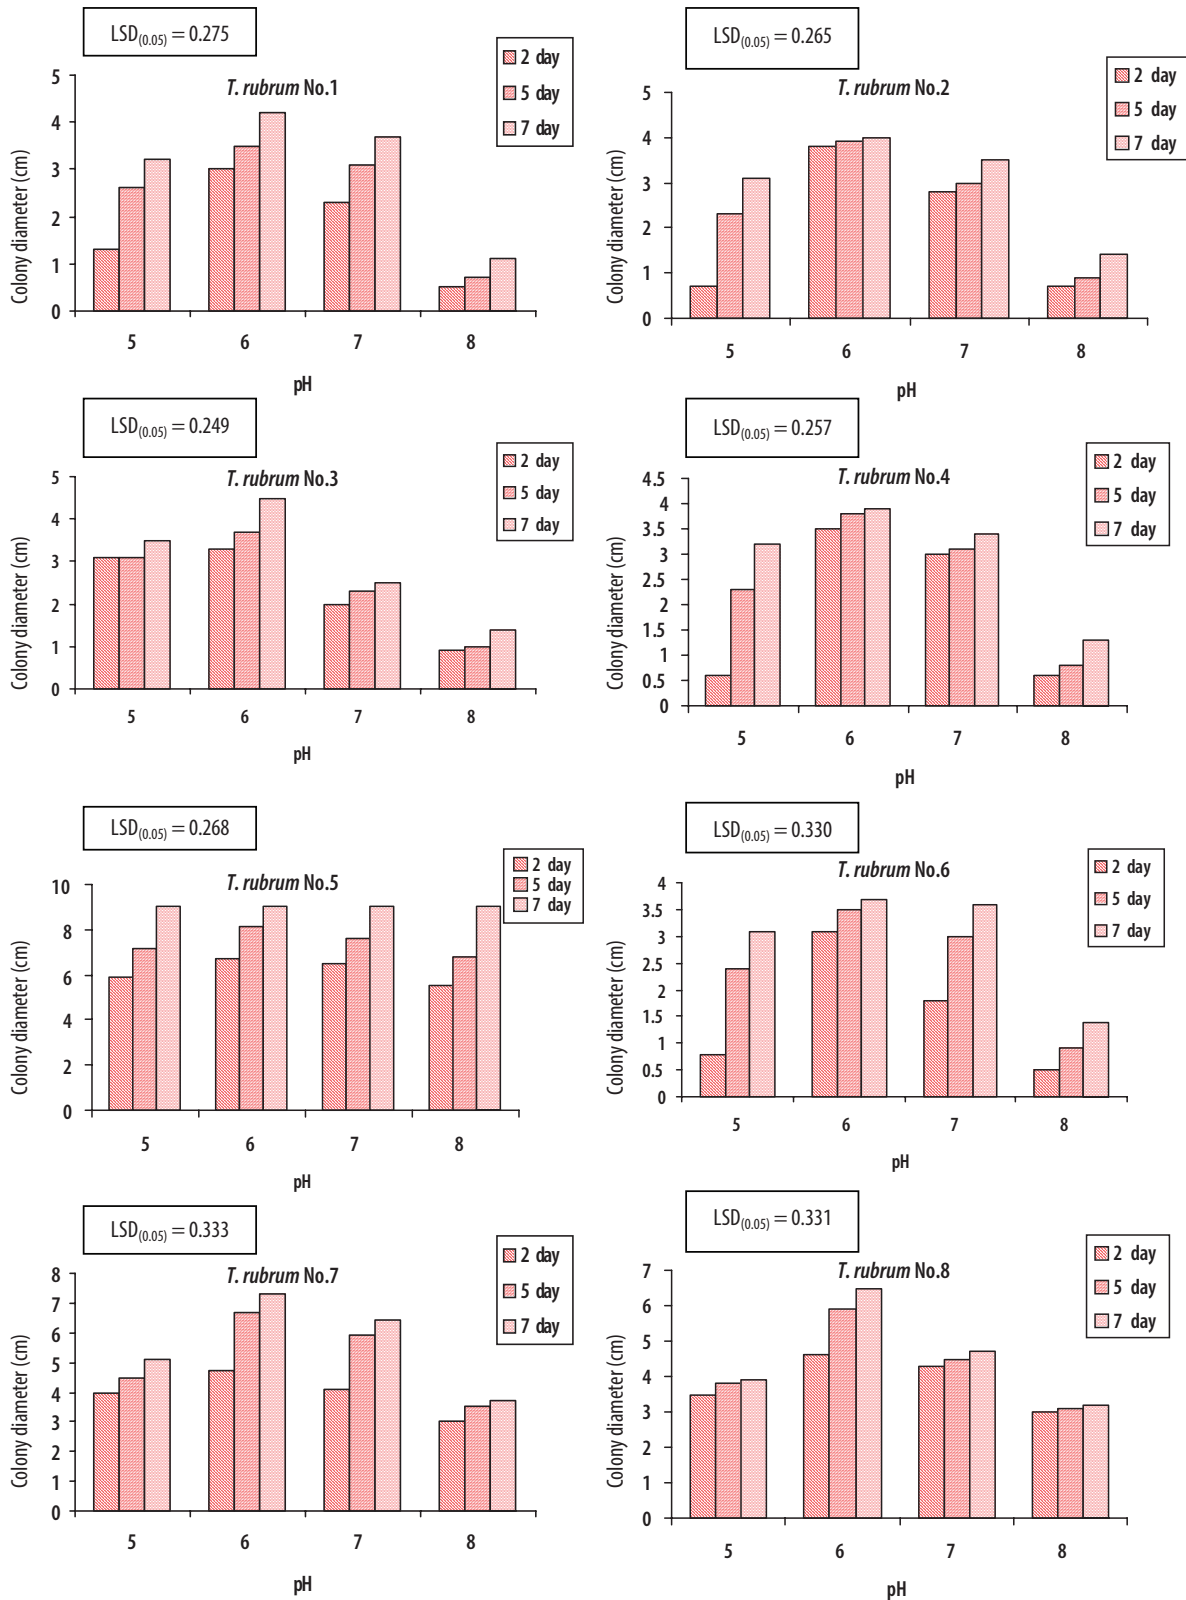 LSD(0.05) = 0.275
T. rubrum No.1
2 day
5 day
7 day
Colony diameter (cm)
5
4
3
2
1
0
5 6 7 8
pH
LSD(0.05) = 0.265
T. rubrum No.2
2 day
5 day
7 day
Colony diameter (cm)
5
4
3
2
1
0
5 6 7 8
pH
LSD(0.05) = 0.249
T. rubrum No.3
2 day
5 day
7 day
Colony diameter (cm)
5
4
3
2
1
0
5 6 7 8
pH
LSD(0.05) = 0.257
T. rubrum No.4
2 day
5 day
7 day
Colony diameter (cm)
4.5
4
3.5
3
2.5
2
1.5
1
0.5
0
5 6 7 8
pH
LSD(0.05) = 0.268
T. rubrum No.5
2 day
5 day
7 day
Colony diameter (cm)
10
8
6
4
2
0
5 6 7 8
pH
LSD(0.05) = 0.330
T. rubrum No.6
2 day
5 day
7 day
Colony diameter (cm)
4
3.5
3
2.5
2
1.5
1
0.5
0
5 6 7 8
pH
LSD(0.05) = 0.333
T. rubrum No.7
2 day
5 day
7 day
Colony diameter (cm)
8
7
6
5
4
3
2
1
0
5 6 7 8
pH
LSD(0.05) = 0.331
T. rubrum No.8
2 day
5 day
7 day
Colony diameter (cm)
7
6
5
4
3
2
1
0
5 6 7 8
pH